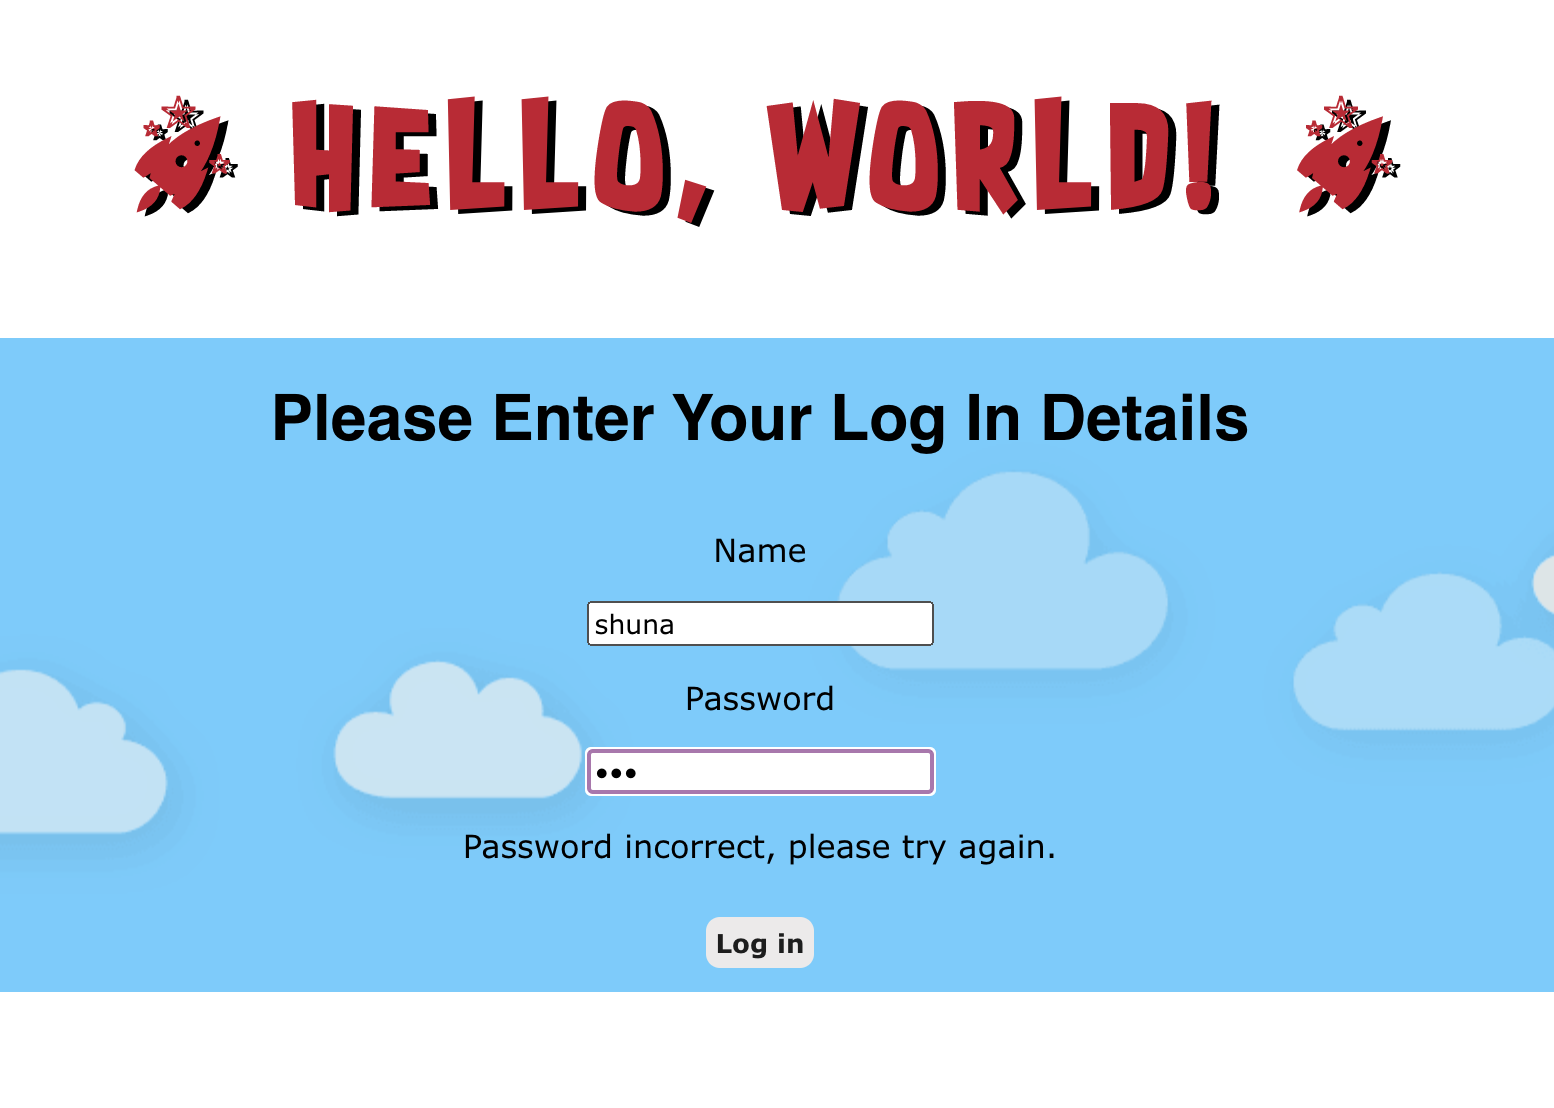 HELLO, WORLD!
Please Enter Your Log In Details
Name
shuna
Password
•••
Password incorrect, please try again.
Log in